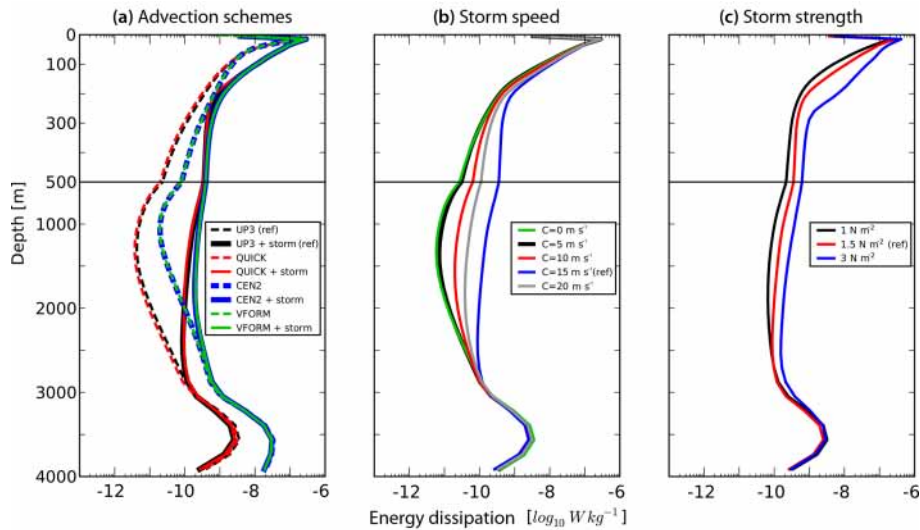 (a) Advection schemes
(b) Storm speed
(c) Storm strength
Depth [m]
0
100
300
500
1000
2000
3000
4000
UP3 (ref)
UP3 + storm (ref)
QUICK
QUICK + storm
CEN2
CEN2 + storm
VFORM
VFORM + storm
C=0 m s⁻¹
C=5 m s⁻¹
C=10 m s⁻¹
C=15 m s⁻¹(ref)
C=20 m s⁻¹
1 N m²
1.5 N m² (ref)
3 N m²
-13 -12 -10 -8 -6
-12 -10 -8 -6
-12 -10 -8 -6
Energy dissipation [log₁₀ W kg⁻¹]